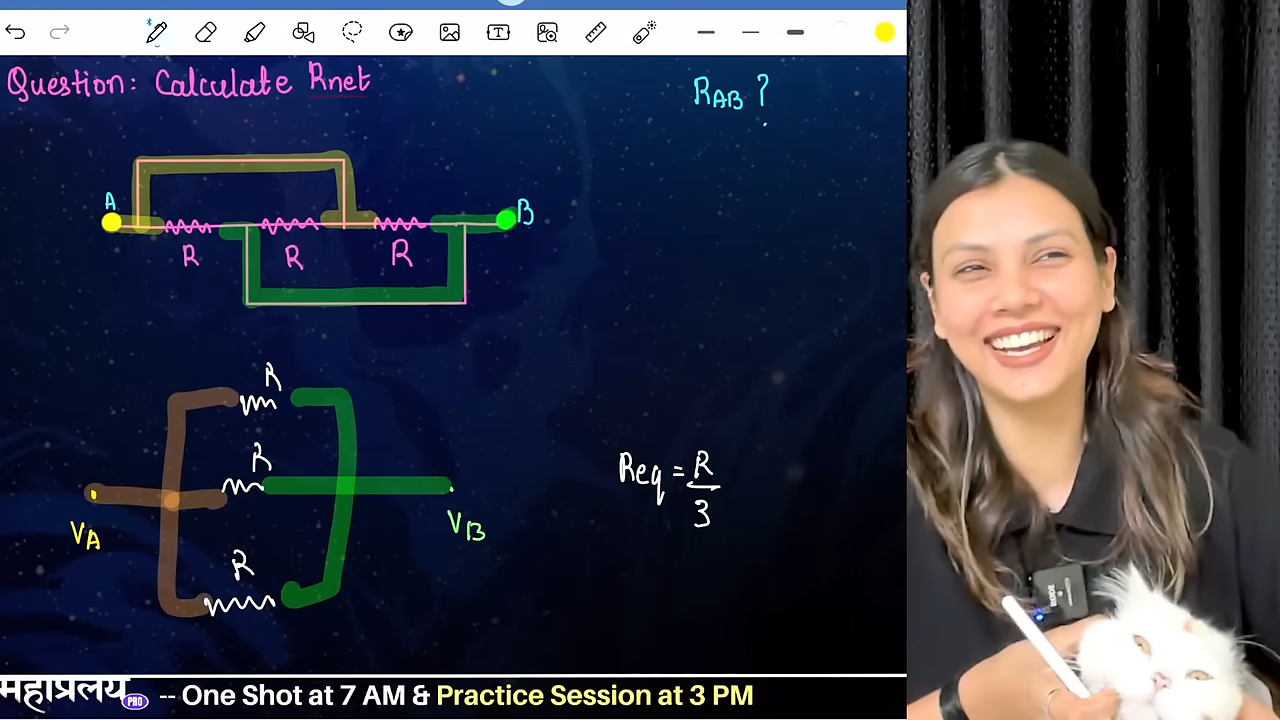 Question: Calculate Rnet
RAB ?
A
B
R
R
R
R
R
Req = R
3
VA
VB
R
महाप्रलय PRO -- One Shot at 7 AM & Practice Session at 3 PM